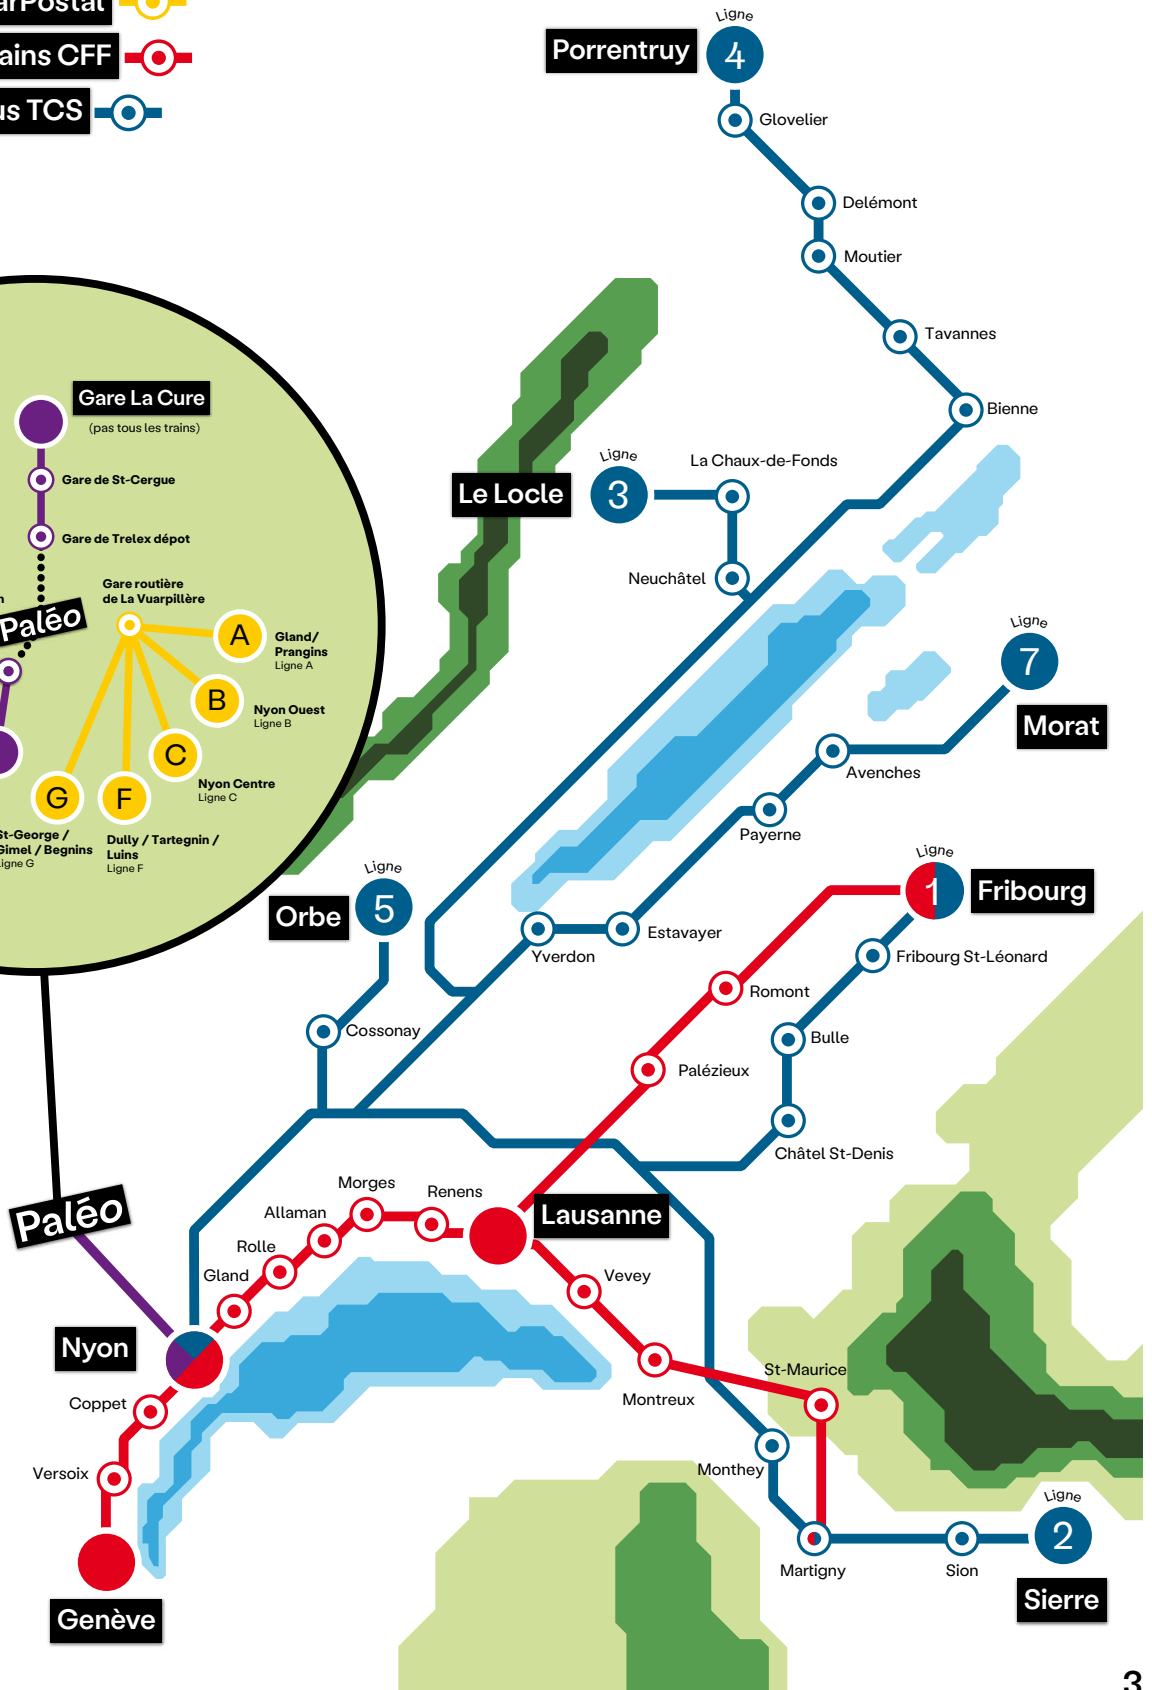 Ligne
4
Porrentruy
ains CFF
us TCS
Glovelier
Delémont
Moutier
Tavannes
Bienne
Gare La Cure
(pas tous les trains)
Gare de St-Cergue
Gare de Trelex dépot
Gare routière
de La Vuarpillère
Paléo
A
Gland/
Prangins
Ligne A
B
Nyon Ouest
Ligne B
C
Nyon Centre
Ligne C
G
St-George /
Gimel / Begnins
Ligne G
F
Dully / Tartegnin /
Luins
Ligne F
Ligne
3
Le Locle
La Chaux-de-Fonds
Neuchâtel
Ligne
7
Morat
Avenches
Payerne
Estavayer
Yverdon
Ligne
5
Orbe
Cossonay
Ligne
1
Fribourg
Fribourg St-Léonard
Romont
Bulle
Palézieux
Châtel St-Denis
Paléo
Morges
Renens
Lausanne
Allaman
Rolle
Gland
Vevey
Nyon
Coppet
Montreux
St-Maurice
Versoix
Monthey
Genève
Martigny
Sion
Ligne
2
Sierre
3